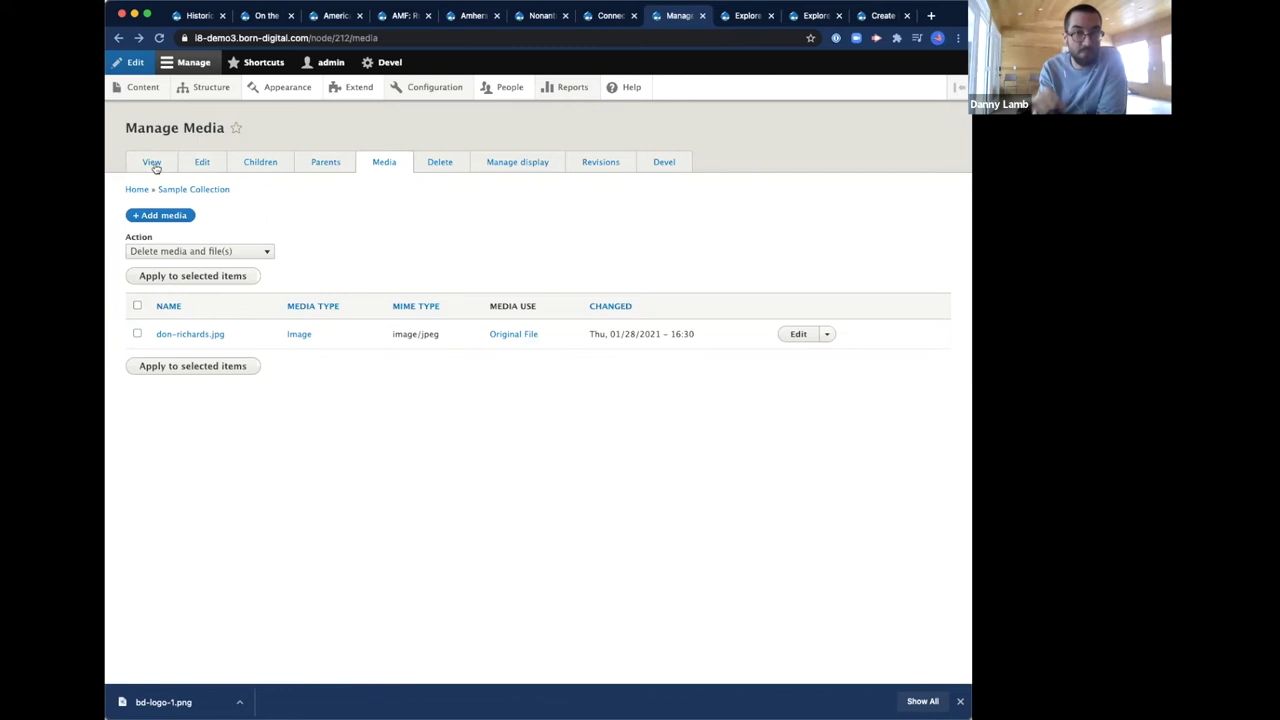 Historic
On the
America
AMF: R
Amhers
Nonant
Connec
Manag
Explore
Explore
Create
i8-demo3.born-digital.com/node/212/media
Edit
Manage
Shortcuts
admin
Devel
Danny Lamb
Content
Structure
Appearance
Extend
Configuration
People
Reports
Help
Manage Media
View
Edit
Children
Parents
Media
Delete
Manage display
Revisions
Devel
Home » Sample Collection
+ Add media
Action
Delete media and file(s)
Apply to selected items
NAME
MEDIA TYPE
MIME TYPE
MEDIA USE
CHANGED
don-richards.jpg
Image
image/jpeg
Original File
Thu, 01/28/2021 - 16:30
Edit
Apply to selected items
bd-logo-1.png
Show All